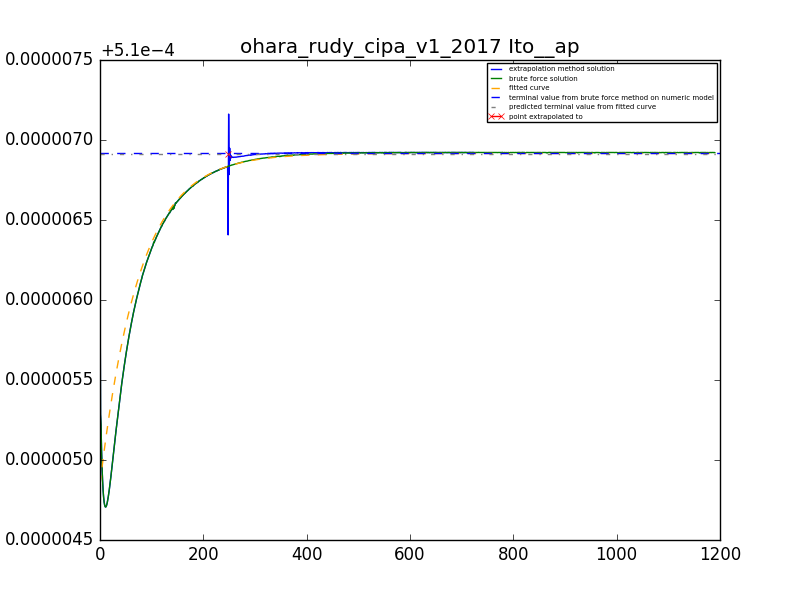 ohara_rudy_cipa_v1_2017 Ito__ap
+5.1e−4
0.0000075
0.0000070
0.0000065
0.0000060
0.0000055
0.0000050
0.0000045
extrapolation method solution
brute force solution
fitted curve
terminal value from brute force method on numeric model
predicted terminal value from fitted curve
point extrapolated to
0 200 400 600 800 1000 1200